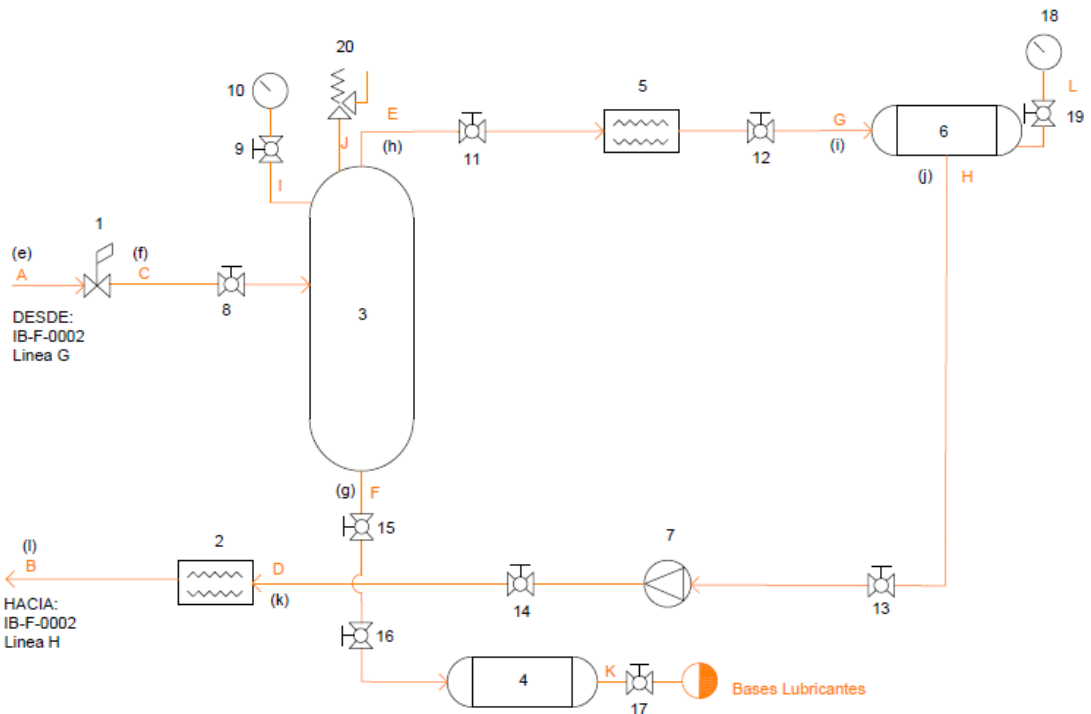 18
20
10
5
E
L
G
6
19
9
J
(h)
11
12
(i)
I
(j)
H
1
(e)
(f)
A
C
8
3
DESDE:
IB-F-0002
Linea G
(g)
F
15
2
7
(l)
B
D
(k)
14
13
HACIA:
IB-F-0002
Linea H
16
4
K
17
Bases Lubricantes